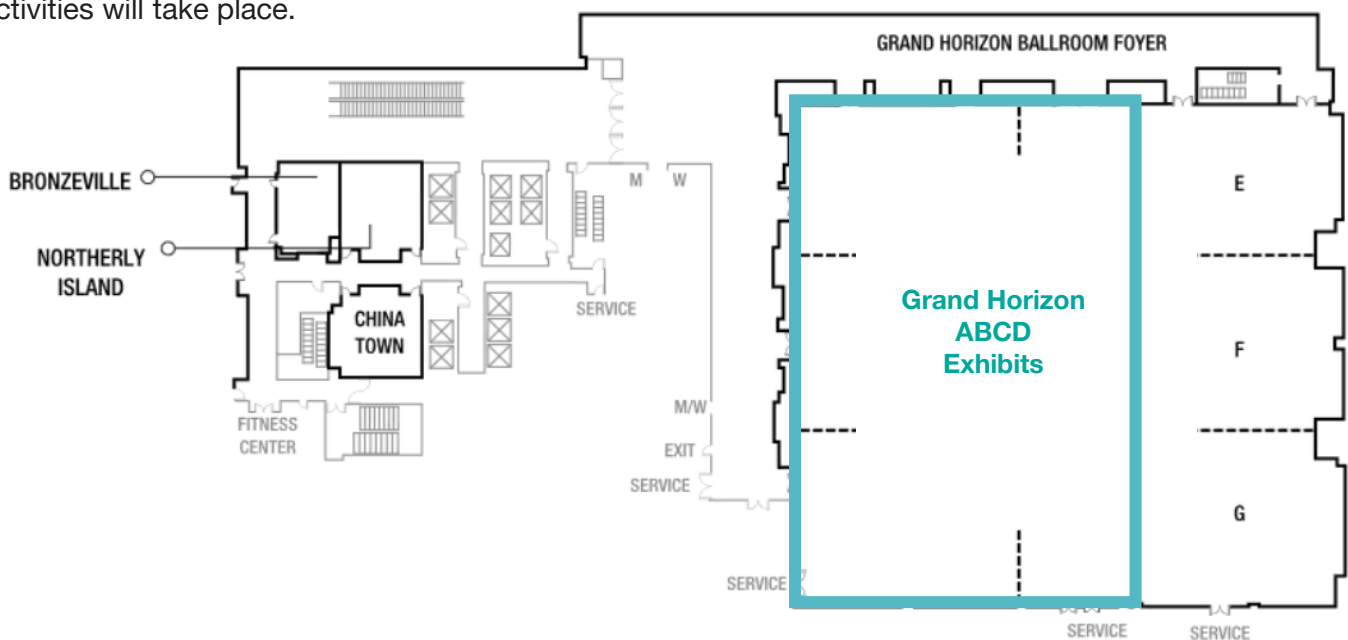 ctivities will take place.
GRAND HORIZON BALLROOM FOYER
BRONZEVILLE
M
W
E
NORTHERLY
ISLAND
SERVICE
CHINA
TOWN
Grand Horizon
ABCD
Exhibits
F
M/W
FITNESS
CENTER
EXIT
SERVICE
G
SERVICE
SERVICE
SERVICE